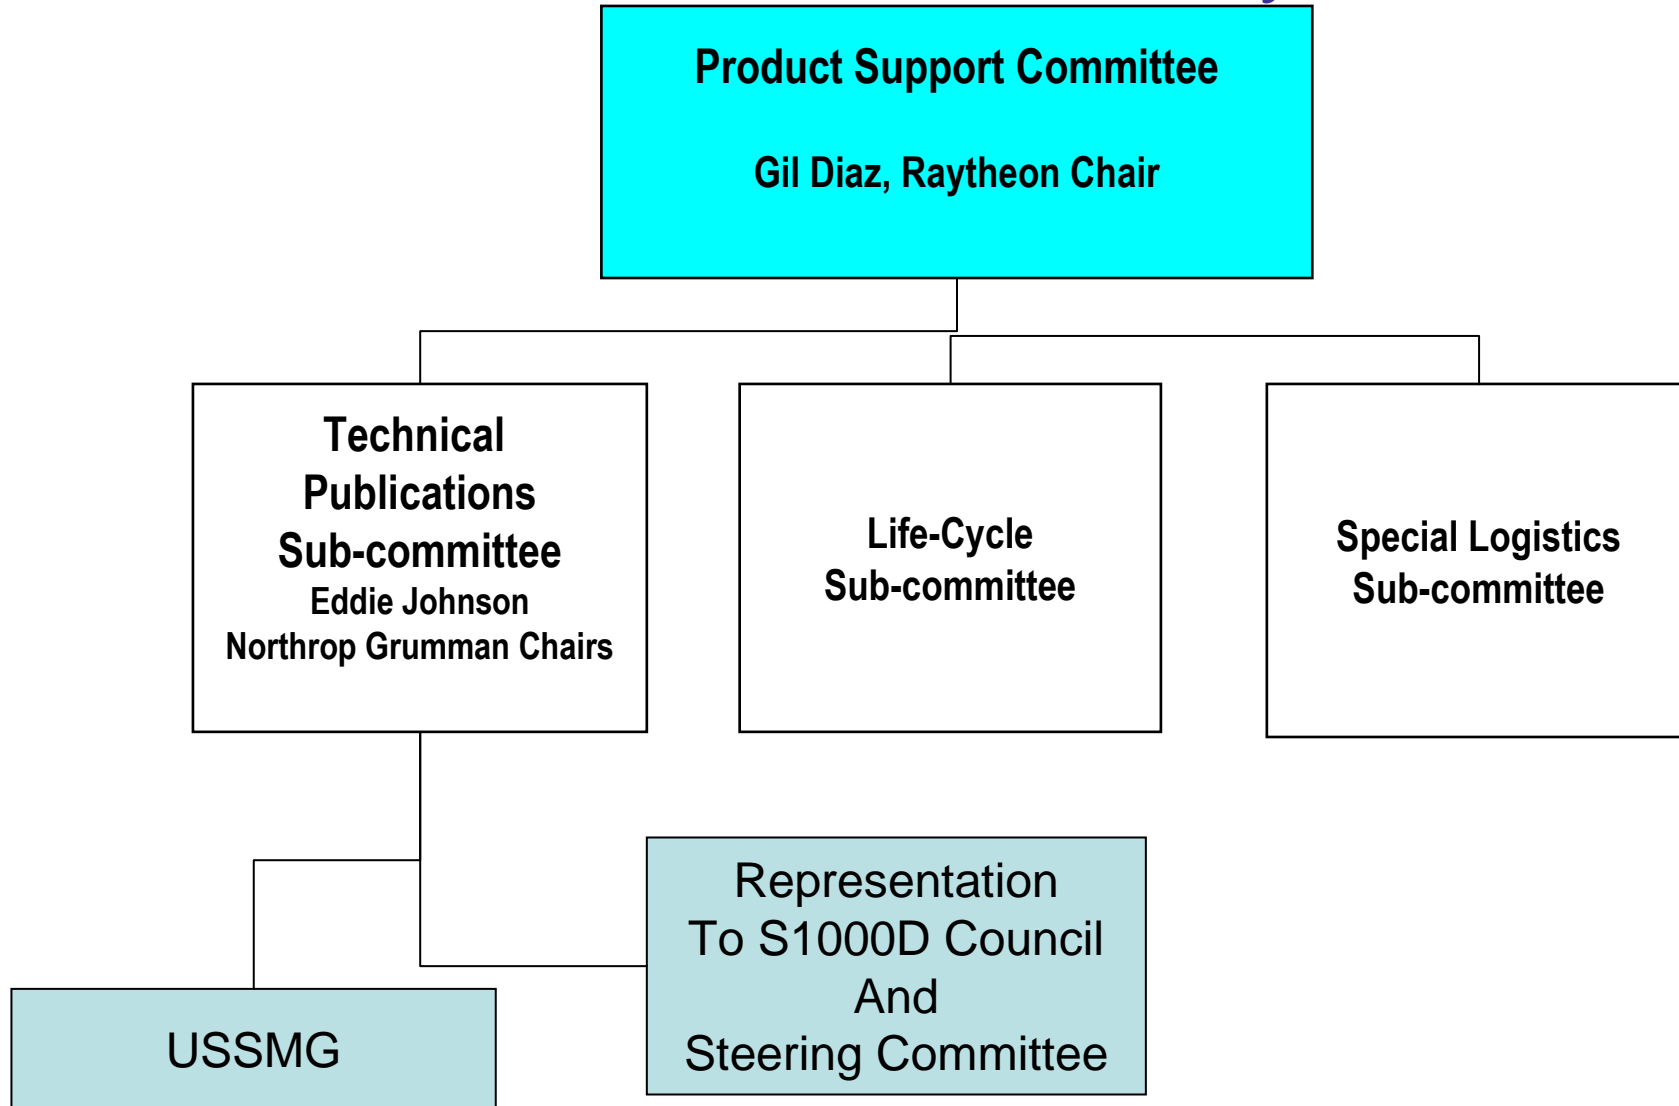 Product Support Committee
Gil Diaz, Raytheon Chair
Technical
Publications
Sub-committee
Eddie Johnson
Northrop Grumman Chairs
Life-Cycle
Sub-committee
Special Logistics
Sub-committee
Representation
To S1000D Council
And
Steering Committee
USSMG